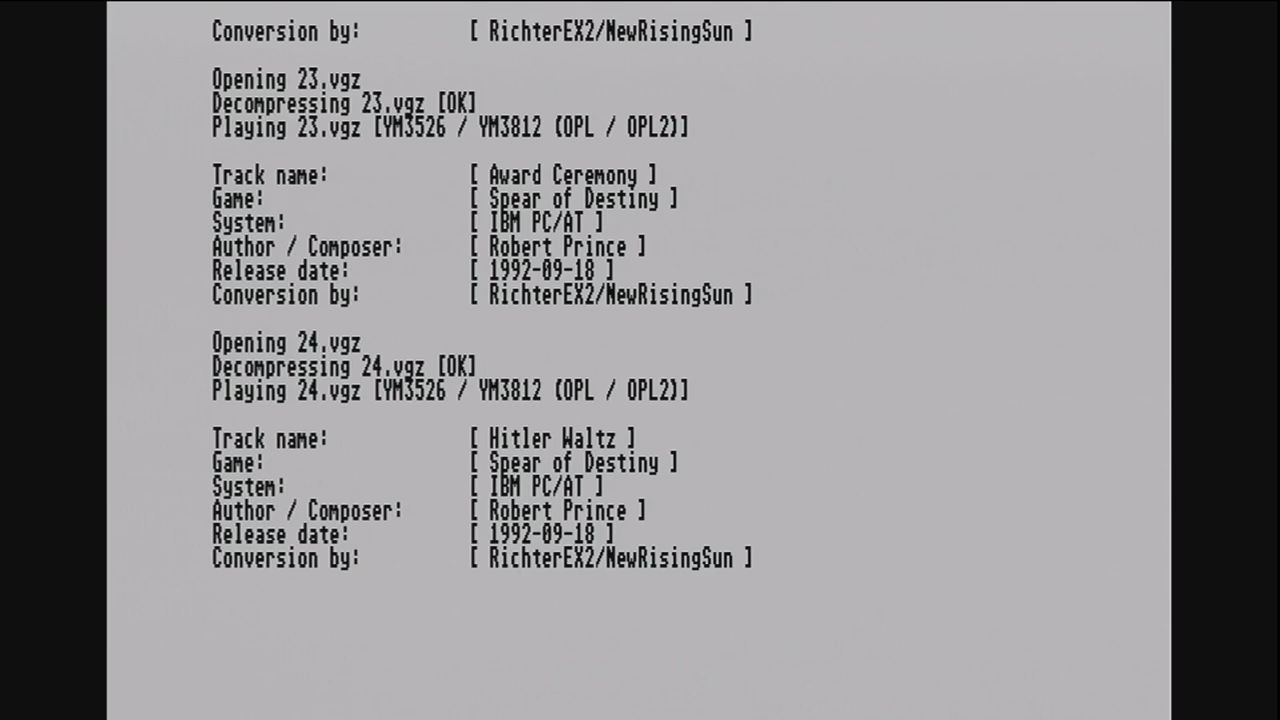 Conversion by: [ RichterEX2/NewRisingSun ]
Opening 23.vgz
Decompressing 23.vgz [OK]
Playing 23.vgz [YM3526 / YM3812 (OPL / OPL2)]
Track name: [ Award Ceremony ]
Game: [ Spear of Destiny ]
System: [ IBM PC/AT ]
Author / Composer: [ Robert Prince ]
Release date: [ 1992-09-18 ]
Conversion by: [ RichterEX2/NewRisingSun ]
Opening 24.vgz
Decompressing 24.vgz [OK]
Playing 24.vgz [YM3526 / YM3812 (OPL / OPL2)]
Track name: [ Hitler Waltz ]
Game: [ Spear of Destiny ]
System: [ IBM PC/AT ]
Author / Composer: [ Robert Prince ]
Release date: [ 1992-09-18 ]
Conversion by: [ RichterEX2/NewRisingSun ]